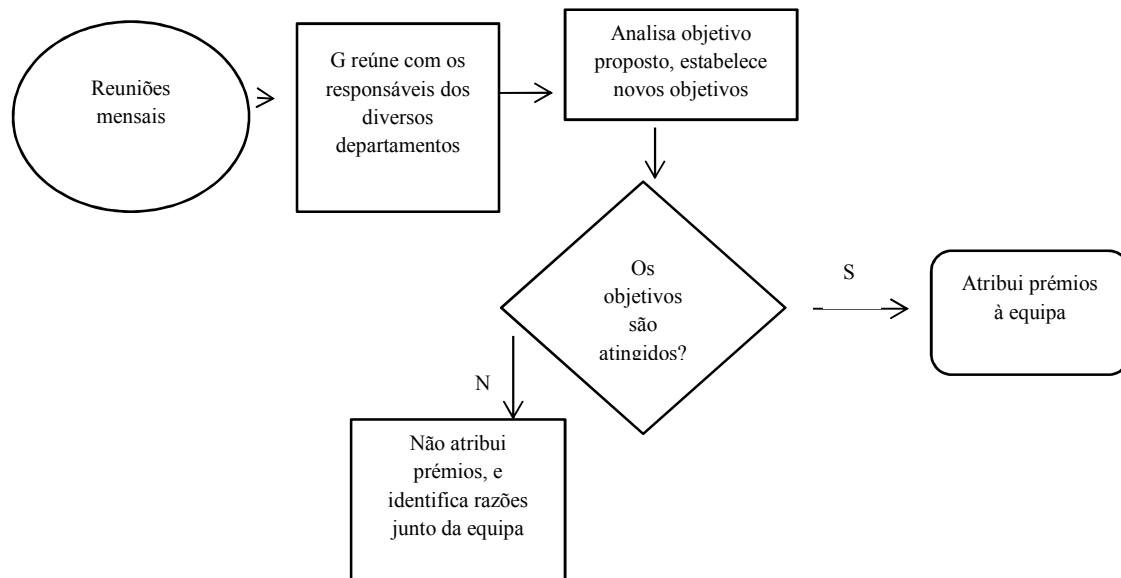 Reuniões
mensais
G reúne com os
responsáveis dos
diversos
departamentos
Analisa objetivo
proposto, estabelece
novos objetivos
Os
objetivos
são
atingidos?
S
Atribui prémios
à equipa
N
Não atribui
prémios, e
identifica razões
junto da equipa